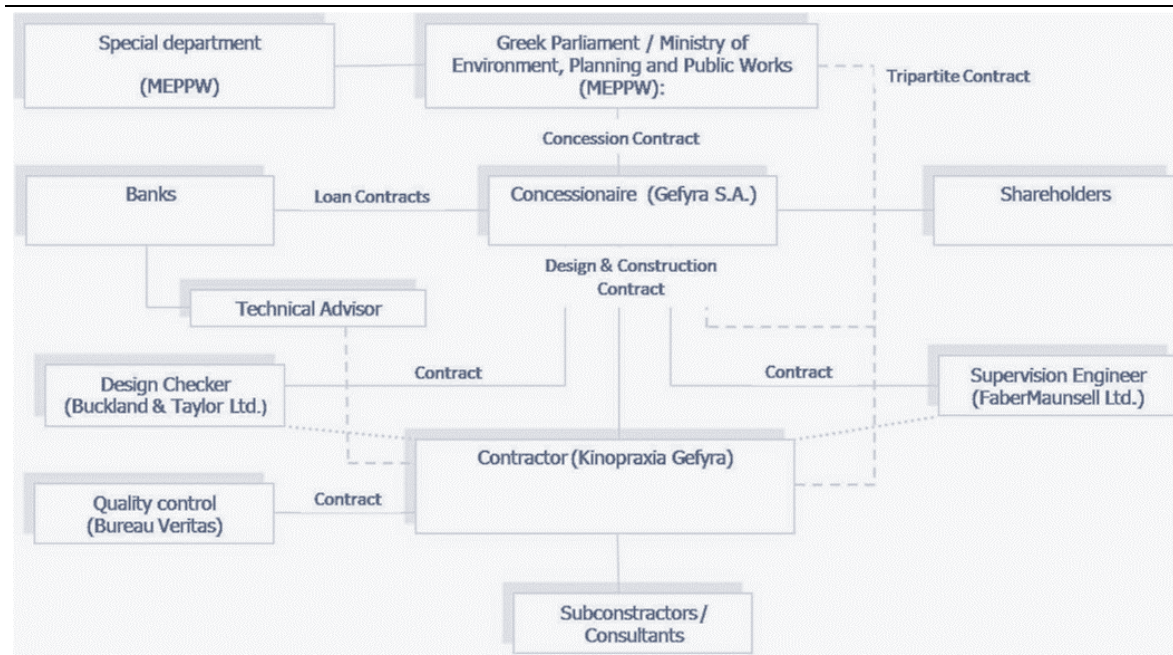 Special department
(MEPPW)
Greek Parliament / Ministry of
Environment, Planning and Public Works
(MEPPW):
Tripartite Contract
Concession Contract
Banks
Loan Contracts
Concessionaire (Gefyra S.A.)
Shareholders
Design & Construction
Contract
Technical Advisor
Design Checker
(Buckland & Taylor Ltd.)
Contract
Contract
Supervision Engineer
(FaberMaunsell Ltd.)
Contractor (Kinopraxia Gefyra)
Quality control
(Bureau Veritas)
Contract
Subconstractors /
Consultants